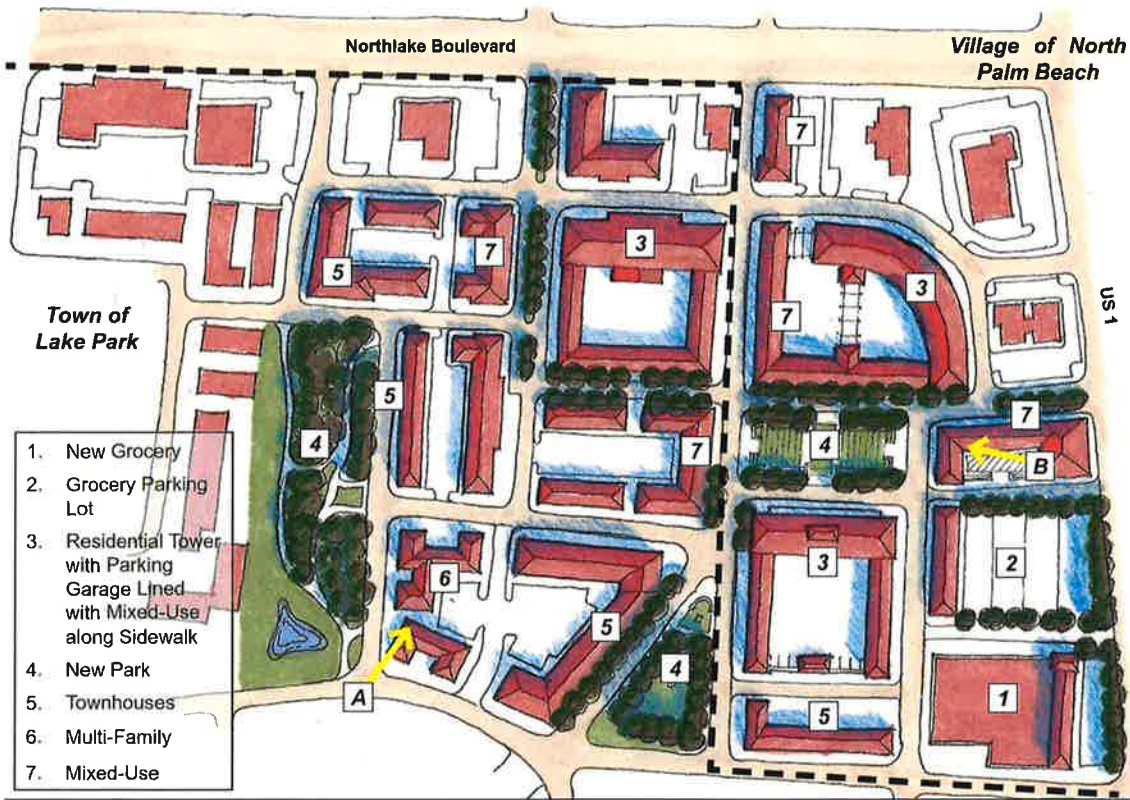 Northlake Boulevard
Village of North
Palm Beach
7
3
7
5
3
7
US 1
Town of
Lake Park
5
4
7
4
7
B
1. New Grocery
2. Grocery Parking
Lot
3. Residential Tower
with Parking
Garage Lined
with Mixed-Use
along Sidewalk
4. New Park
5. Townhouses
6. Multi-Family
7. Mixed-Use
6
3
2
5
4
A
5
1